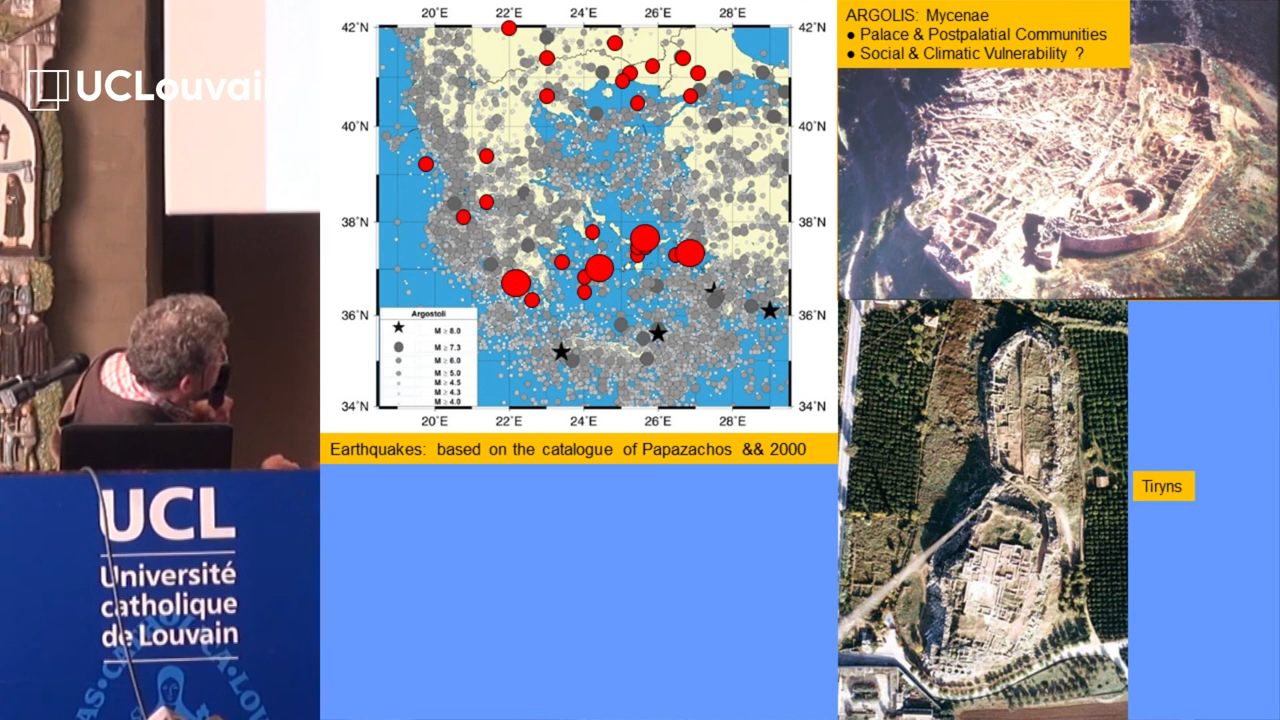 UCLouvain
UCL
Université
catholique
de Louvain
20°E 22°E 24°E 26°E 28°E
42°N 42°N
40°N 40°N
38°N 38°N
36°N 36°N
34°N 34°N
Argostoli
M ≥ 8.0
M ≥ 7.3
M ≥ 6.0
M ≥ 5.0
M ≥ 4.5
M ≥ 4.3
M ≥ 4.0
20°E 22°E 24°E 26°E 28°E
Earthquakes: based on the catalogue of Papazachos && 2000
ARGOLIS: Mycenae
● Palace & Postpalatial Communities
● Social & Climatic Vulnerability ?
Tiryns